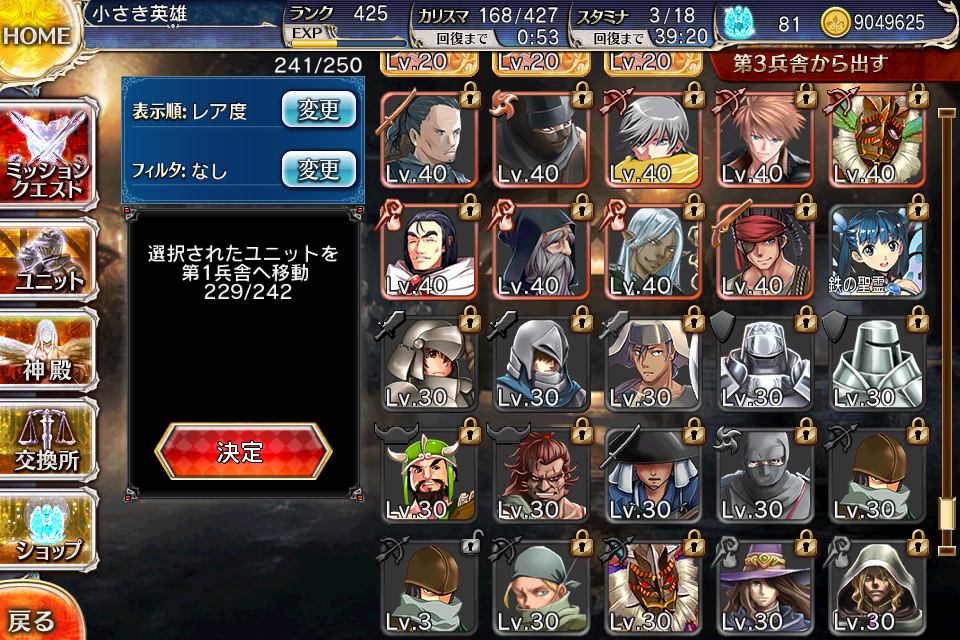 HOME
小さき英雄
ランク 425
EXP
カリスマ 168/427
回復まで 0:53
スタミナ 3/18
回復まで 39:20
81
9049625
241/250
第3兵舎から出す
Lv.20 Lv.20 Lv.20
表示順: レア度
変更
フィルタ: なし
変更
選択されたユニットを
第1兵舎へ移動
229/242
決定
ミッション
クエスト
ユニット
神殿
交換所
ショップ
戻る
Lv.40 Lv.40 Lv.40 Lv.40 Lv.40
Lv.40 Lv.40 Lv.40 Lv.40 鉄の聖霊
Lv.30 Lv.30 Lv.30 Lv.30 Lv.30
Lv.30 Lv.30 Lv.30 Lv.30 Lv.30
Lv.3 Lv.30 Lv.30 Lv.30 Lv.30